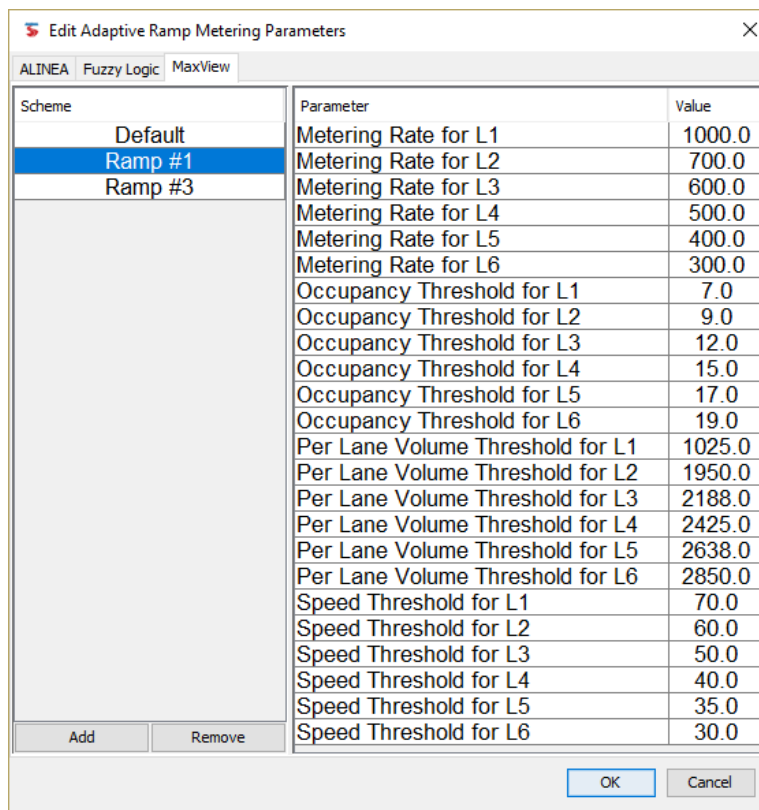 Edit Adaptive Ramp Metering Parameters
ALINEA Fuzzy Logic MaxView
Scheme
Default
Ramp #1
Ramp #3
Add Remove
Parameter Value
Metering Rate for L1 1000.0
Metering Rate for L2 700.0
Metering Rate for L3 600.0
Metering Rate for L4 500.0
Metering Rate for L5 400.0
Metering Rate for L6 300.0
Occupancy Threshold for L1 7.0
Occupancy Threshold for L2 9.0
Occupancy Threshold for L3 12.0
Occupancy Threshold for L4 15.0
Occupancy Threshold for L5 17.0
Occupancy Threshold for L6 19.0
Per Lane Volume Threshold for L1 1025.0
Per Lane Volume Threshold for L2 1950.0
Per Lane Volume Threshold for L3 2188.0
Per Lane Volume Threshold for L4 2425.0
Per Lane Volume Threshold for L5 2638.0
Per Lane Volume Threshold for L6 2850.0
Speed Threshold for L1 70.0
Speed Threshold for L2 60.0
Speed Threshold for L3 50.0
Speed Threshold for L4 40.0
Speed Threshold for L5 35.0
Speed Threshold for L6 30.0
OK Cancel